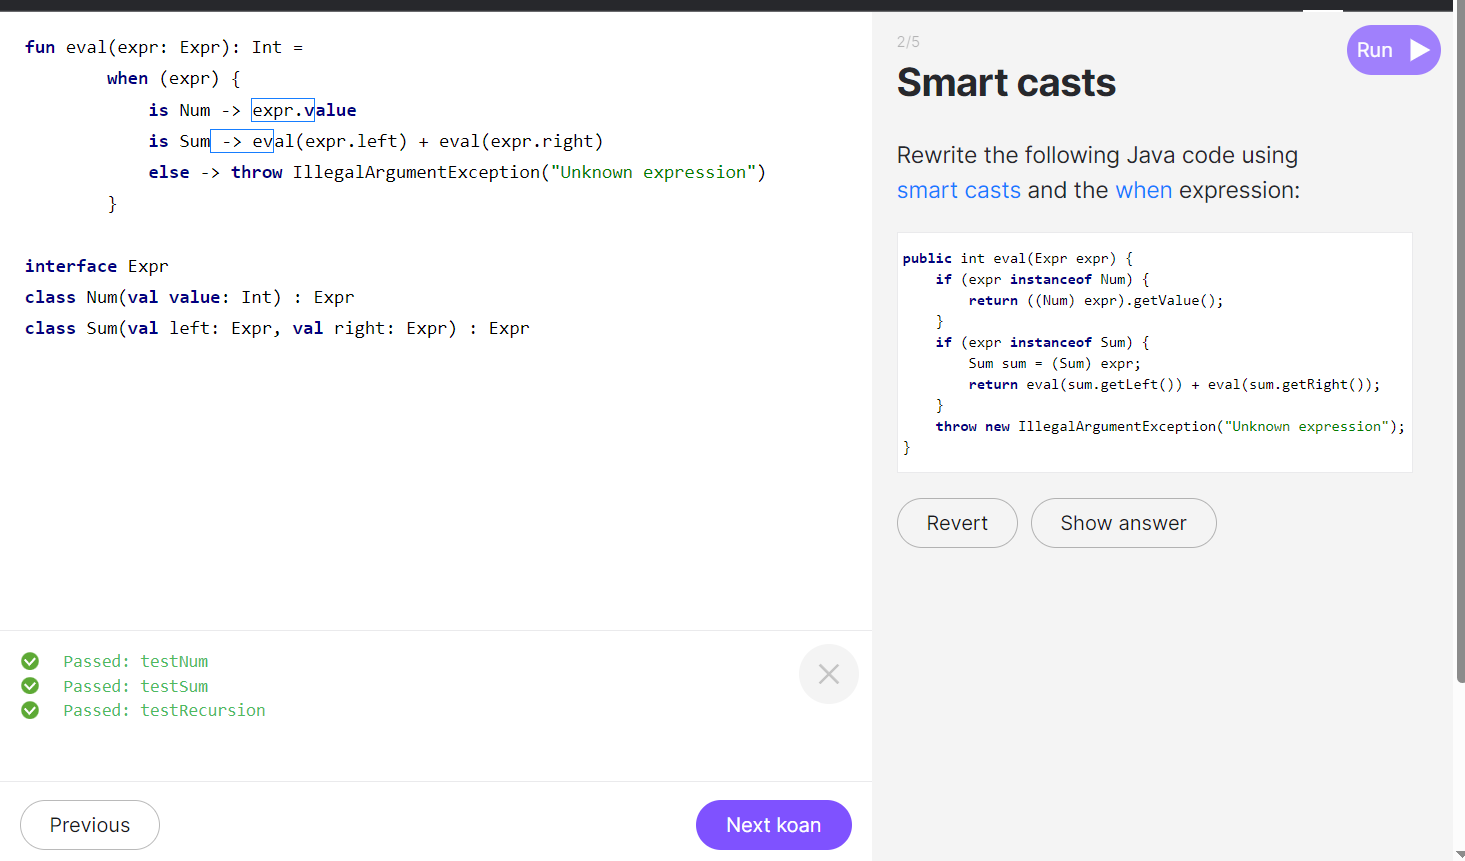 fun eval(expr: Expr): Int =
        when (expr) {
            is Num -> expr.value
            is Sum -> eval(expr.left) + eval(expr.right)
            else -> throw IllegalArgumentException("Unknown expression")
        }
interface Expr
class Num(val value: Int) : Expr
class Sum(val left: Expr, val right: Expr) : Expr
Passed: testNum
Passed: testSum
Passed: testRecursion
Previous
Next koan
2/5
Run
Smart casts
Rewrite the following Java code using
smart casts and the when expression:
public int eval(Expr expr) {
    if (expr instanceof Num) {
        return ((Num) expr).getValue();
    }
    if (expr instanceof Sum) {
        Sum sum = (Sum) expr;
        return eval(sum.getLeft()) + eval(sum.getRight());
    }
    throw new IllegalArgumentException("Unknown expression");
}
Revert
Show answer